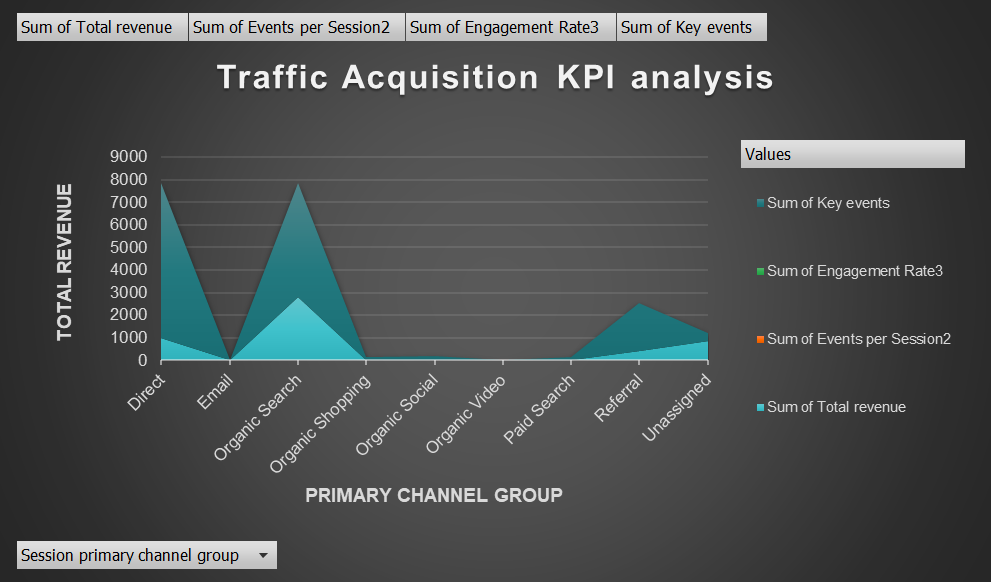 Sum of Total revenue Sum of Events per Session2 Sum of Engagement Rate3 Sum of Key events
Traffic Acquisition KPI analysis
Values
9000
8000
7000
6000
5000
4000
3000
2000
1000
0
TOTAL REVENUE
Sum of Key events
Sum of Engagement Rate3
Sum of Events per Session2
Sum of Total revenue
Direct
Email
Organic Search
Organic Shopping
Organic Social
Organic Video
Paid Search
Referral
Unassigned
PRIMARY CHANNEL GROUP
Session primary channel group